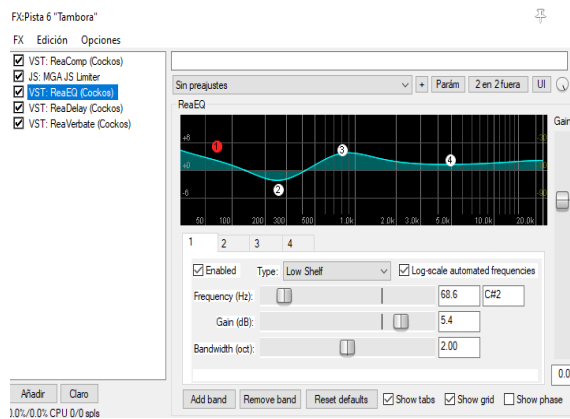 FX:Pista 6 "Tambora"
FX Edición Opciones
VST: ReaComp (Cockos)
JS: MGA JS Limiter
VST: ReaEQ (Cockos)
VST: ReaDelay (Cockos)
VST: ReaVerbate (Cockos)
Añadir Claro
0.0%/0.0% CPU 0/0 spls
Sin preajustes + Parám 2 en 2 fuera UI
ReaEQ
Gain
+6
+0
-6
-30
-90
1 2 3 4
50 100 200 300 500 1.0k 2.0k 3.0k 5.0k 10.0k 20.0k
1 2 3 4
Enabled Type: Low Shelf Log-scale automated frequencies
Frequency (Hz): 68.6 C#2
Gain (dB): 5.4
Bandwidth (oct): 2.00
0.0
Add band Remove band Reset defaults Show tabs Show grid Show phase